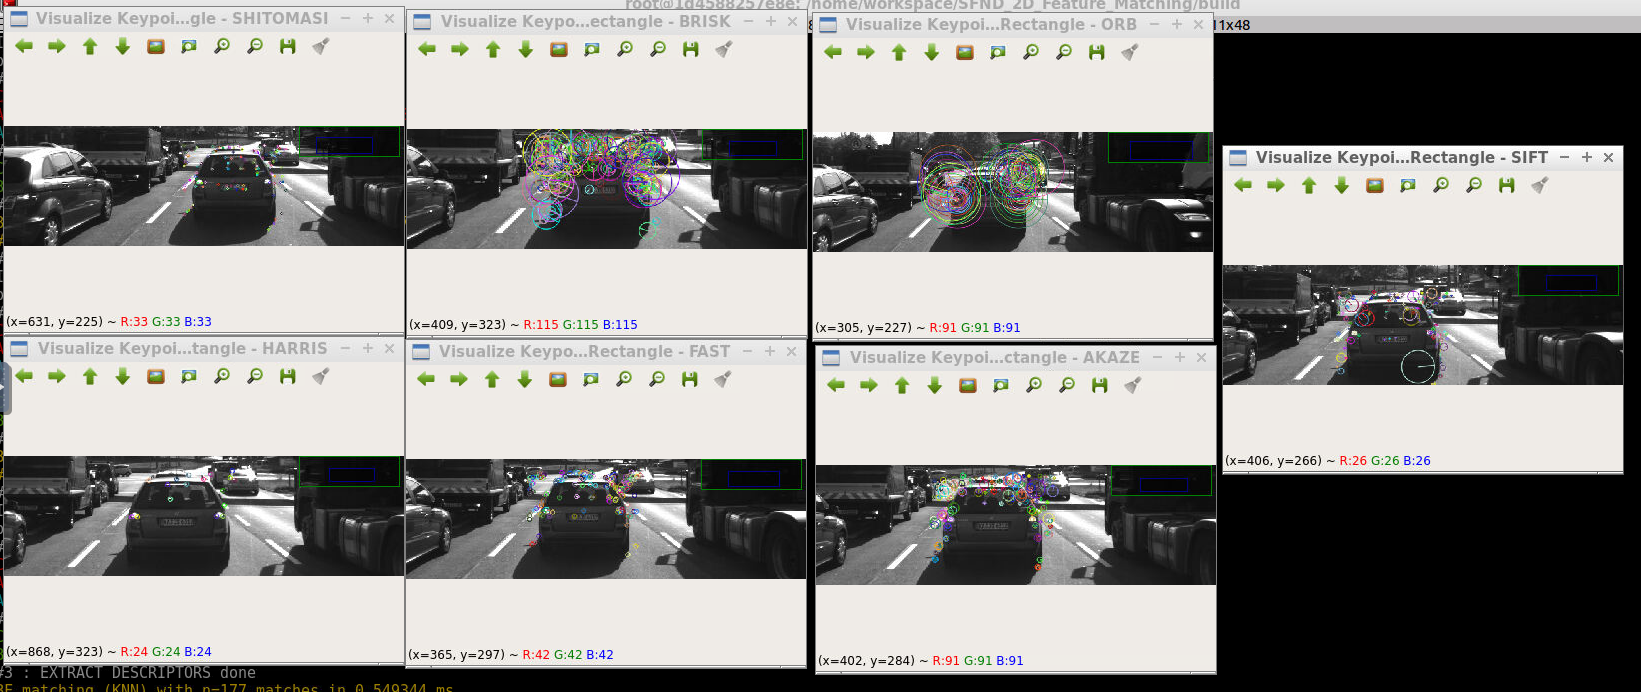 root@1d4588257e8e: /home/workspace/SFND_2D_Feature_Matching/build
11x48
Visualize Keypoi...gle - SHITOMASI
(x=631, y=225) ~ R:33 G:33 B:33
Visualize Keypo...ectangle - BRISK
(x=409, y=323) ~ R:115 G:115 B:115
Visualize Keypoi...Rectangle - ORB
(x=305, y=227) ~ R:91 G:91 B:91
Visualize Keypoi...Rectangle - SIFT
(x=406, y=266) ~ R:26 G:26 B:26
Visualize Keypoi...tangle - HARRIS
(x=868, y=323) ~ R:24 G:24 B:24
Visualize Keypo...Rectangle - FAST
(x=365, y=297) ~ R:42 G:42 B:42
Visualize Keypoi...ctangle - AKAZE
(x=402, y=284) ~ R:91 G:91 B:91
#3 : EXTRACT DESCRIPTORS done
matching (KNN) with n=177 matches in 0.549344 ms